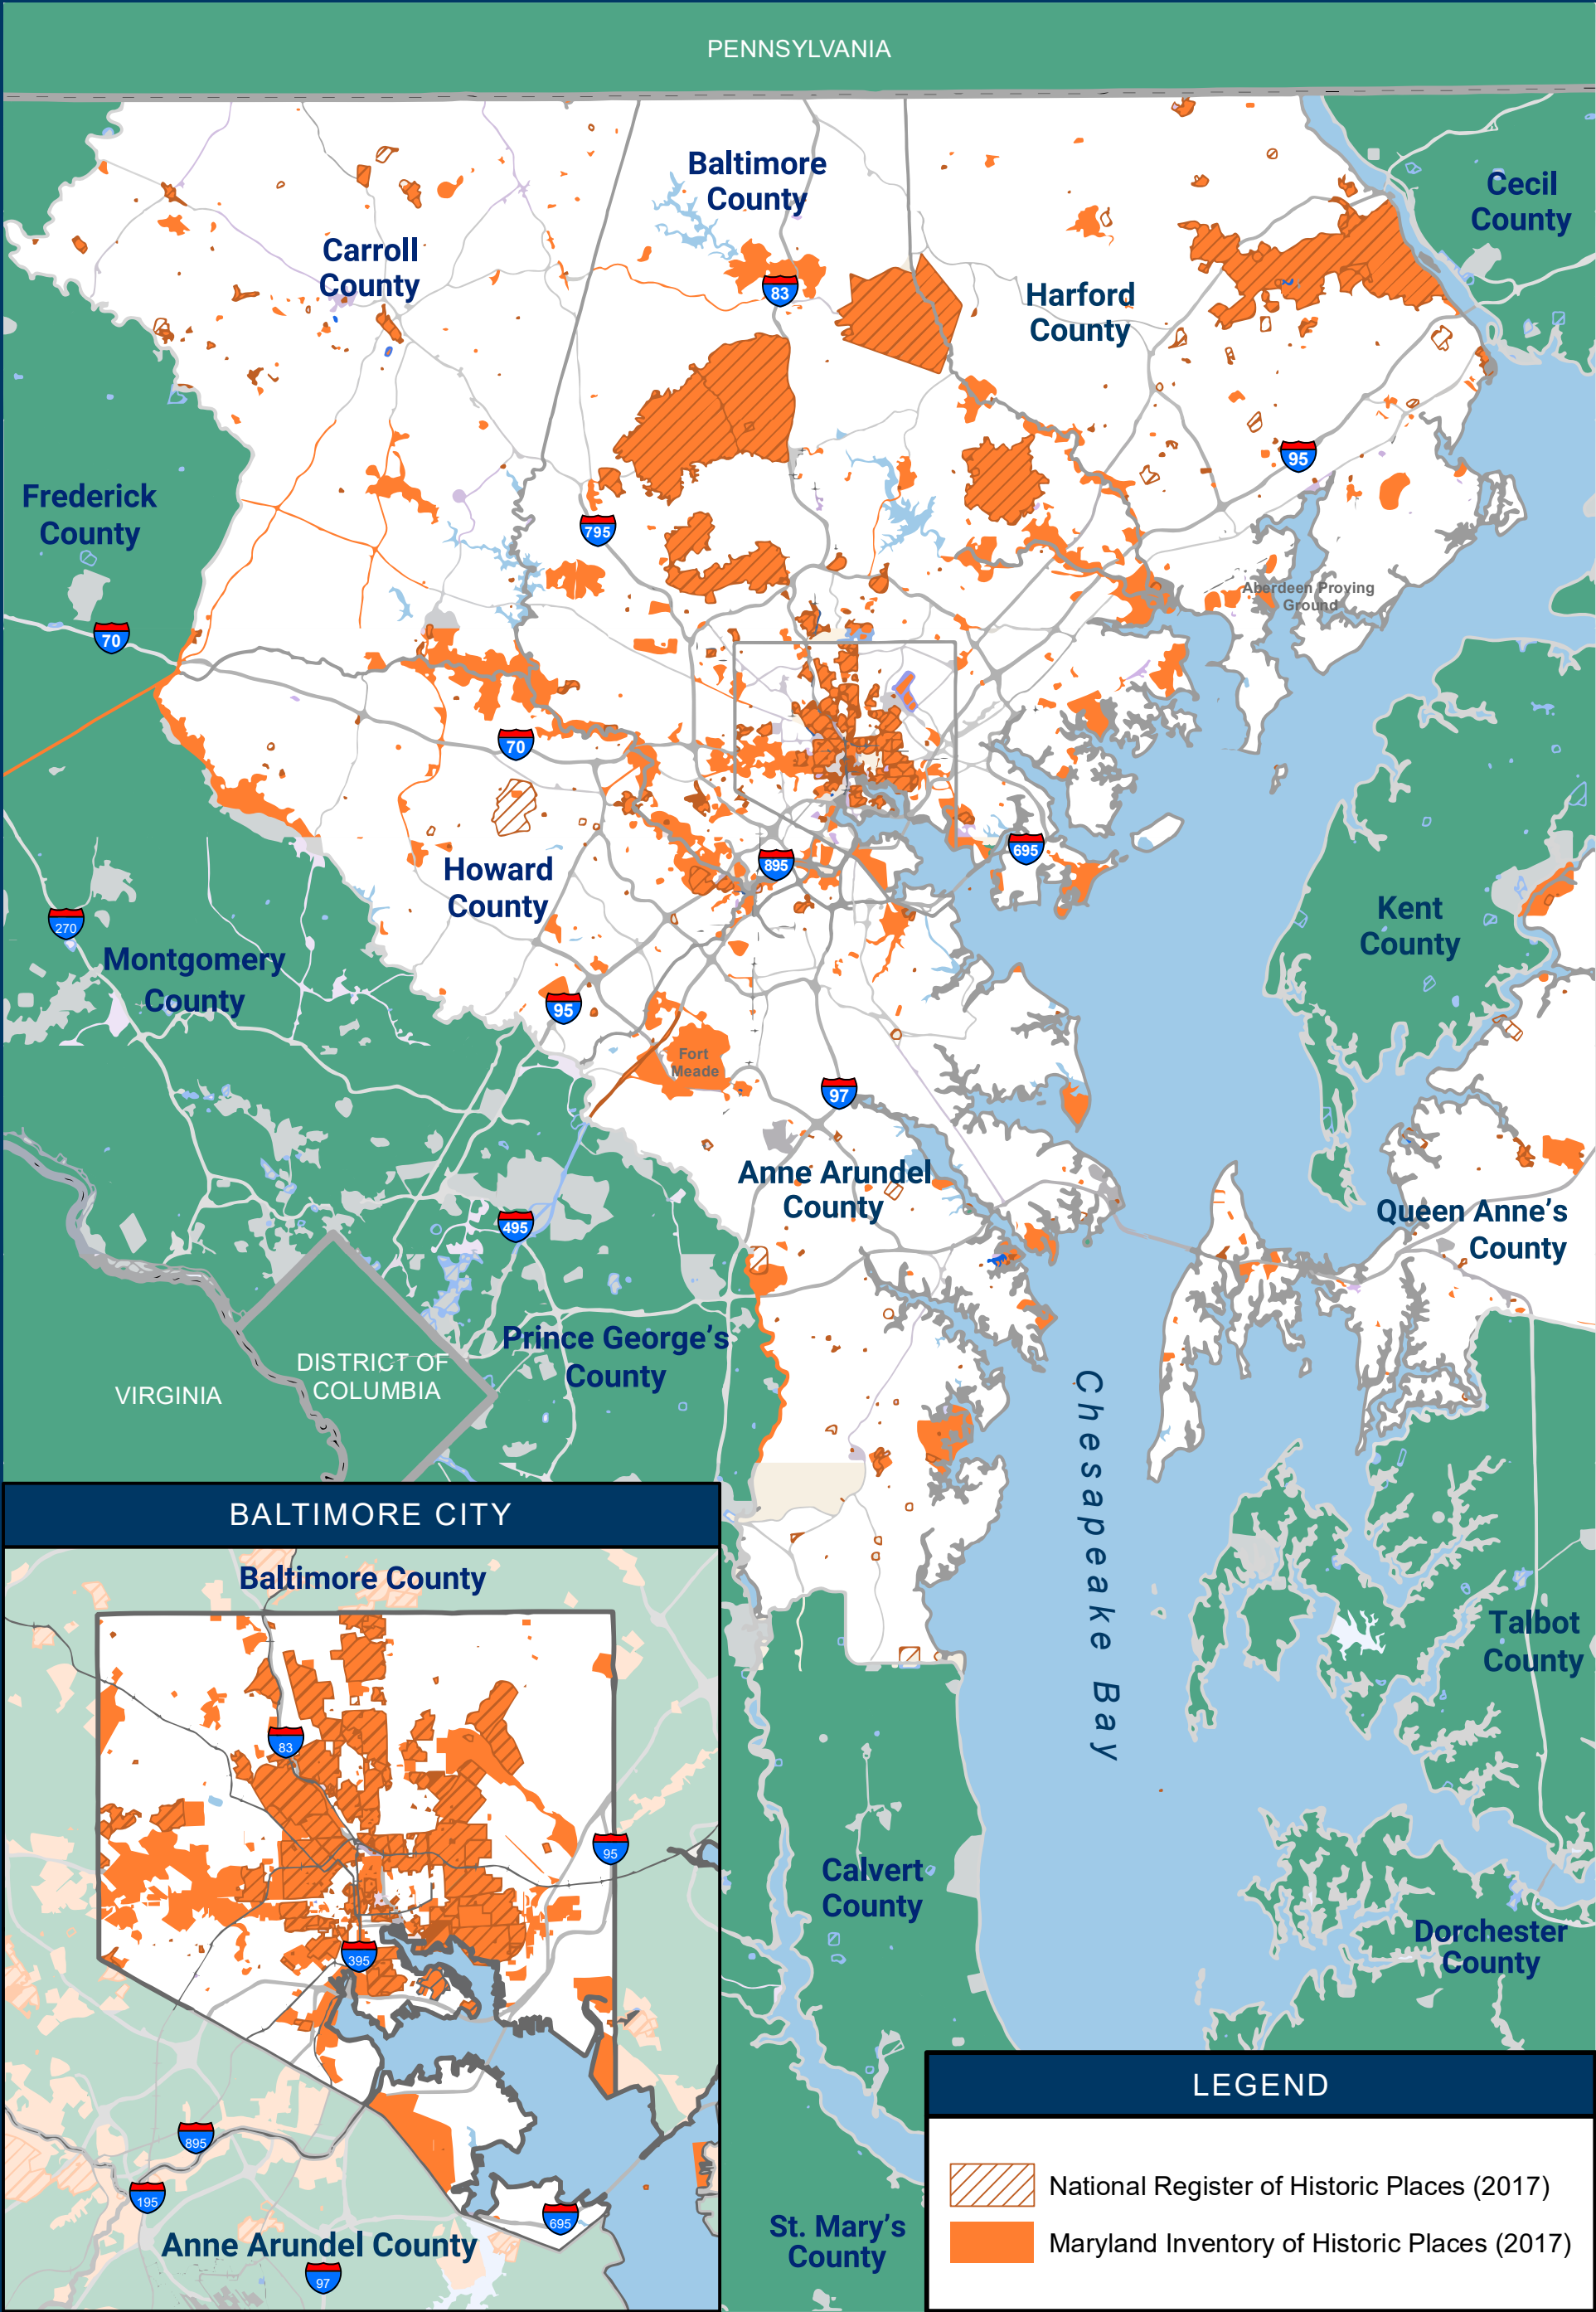 PENNSYLVANIA
Baltimore
County
Cecil
County
Carroll
County
83
Harford
County
Frederick
County
95
795
Aberdeen Proving
Ground
70
70
Howard
County
895
695
Kent
County
270
Montgomery
County
95
Fort
Meade
97
Anne Arundel
County
Queen Anne's
County
495
Prince George's
County
DISTRICT OF
COLUMBIA
VIRGINIA
Chesapeake Bay
BALTIMORE CITY
Baltimore County
83
95
395
895
195
695
Anne Arundel County
97
Talbot
County
Calvert
County
Dorchester
County
St. Mary's
County
LEGEND
National Register of Historic Places (2017)
Maryland Inventory of Historic Places (2017)